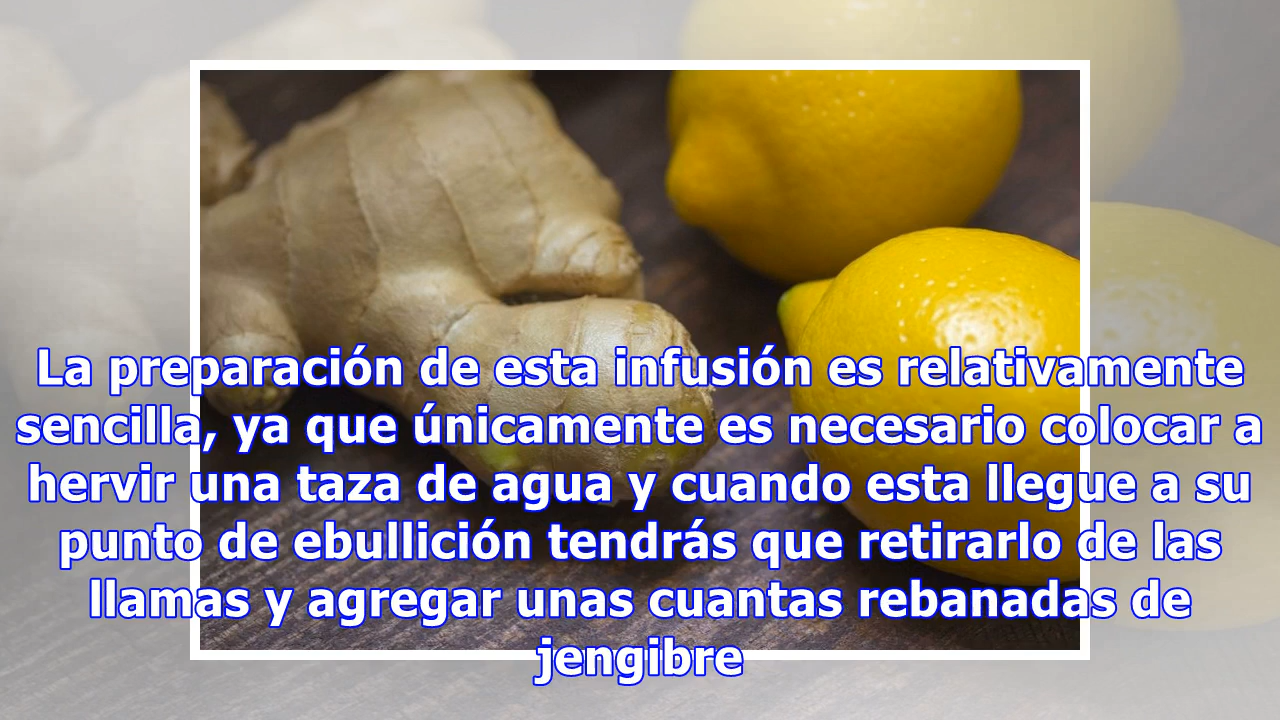 La preparación de esta infusión es relativamente
sencilla, ya que únicamente es necesario colocar a
hervir una taza de agua y cuando esta llegue a su
punto de ebullición tendrás que retirarlo de las
llamas y agregar unas cuantas rebanadas de
jengibre